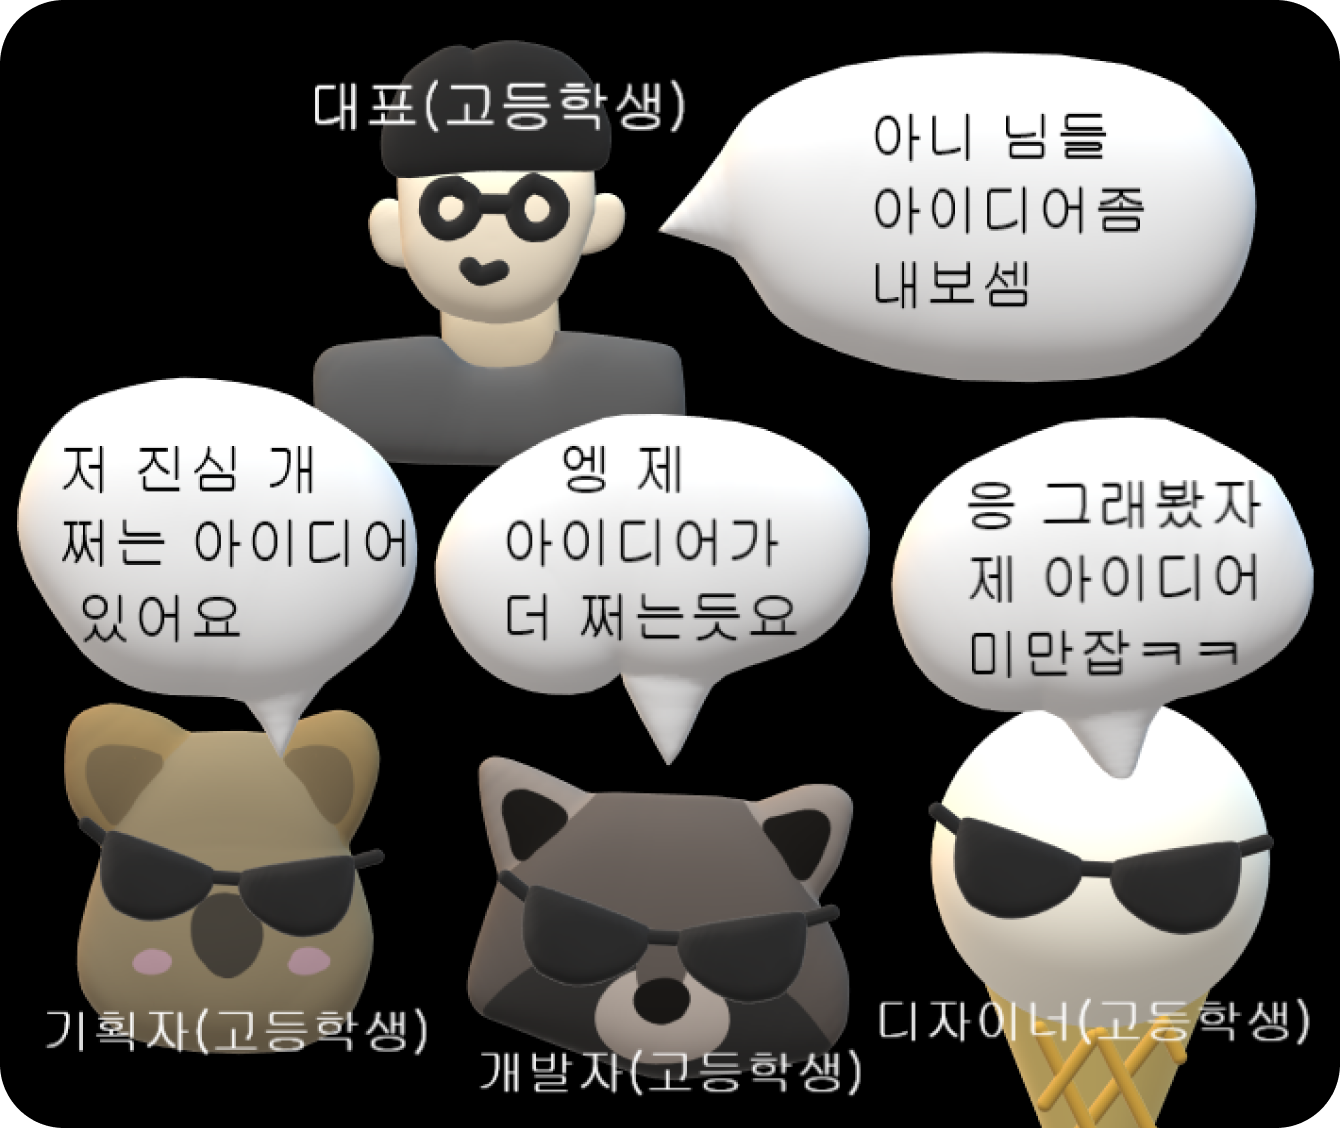 대표(고등학생)
아니 님들
아이디어좀
내보셈
저 진심 개
쩌는 아이디어
있어요
엥 제
아이디어가
더 쩌는듯요
응 그래봤자
제 아이디어
미만잡ㅋㅋ
기획자(고등학생)
개발자(고등학생)
디자이너(고등학생)